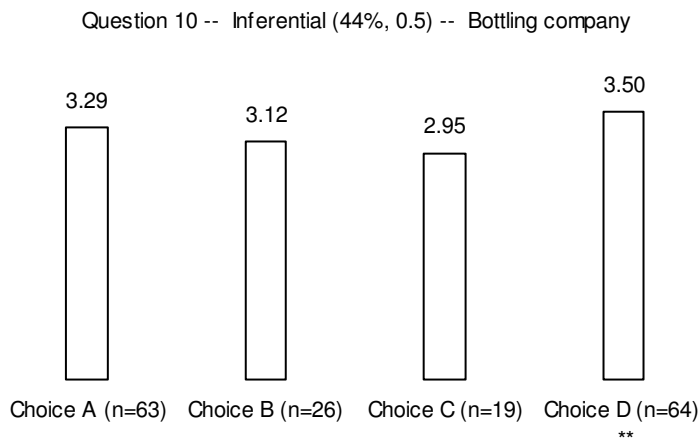 Question 10 -- Inferential (44%, 0.5) -- Bottling company
3.29
3.12
2.95
3.50
Choice A (n=63)
Choice B (n=26)
Choice C (n=19)
Choice D (n=64)
**